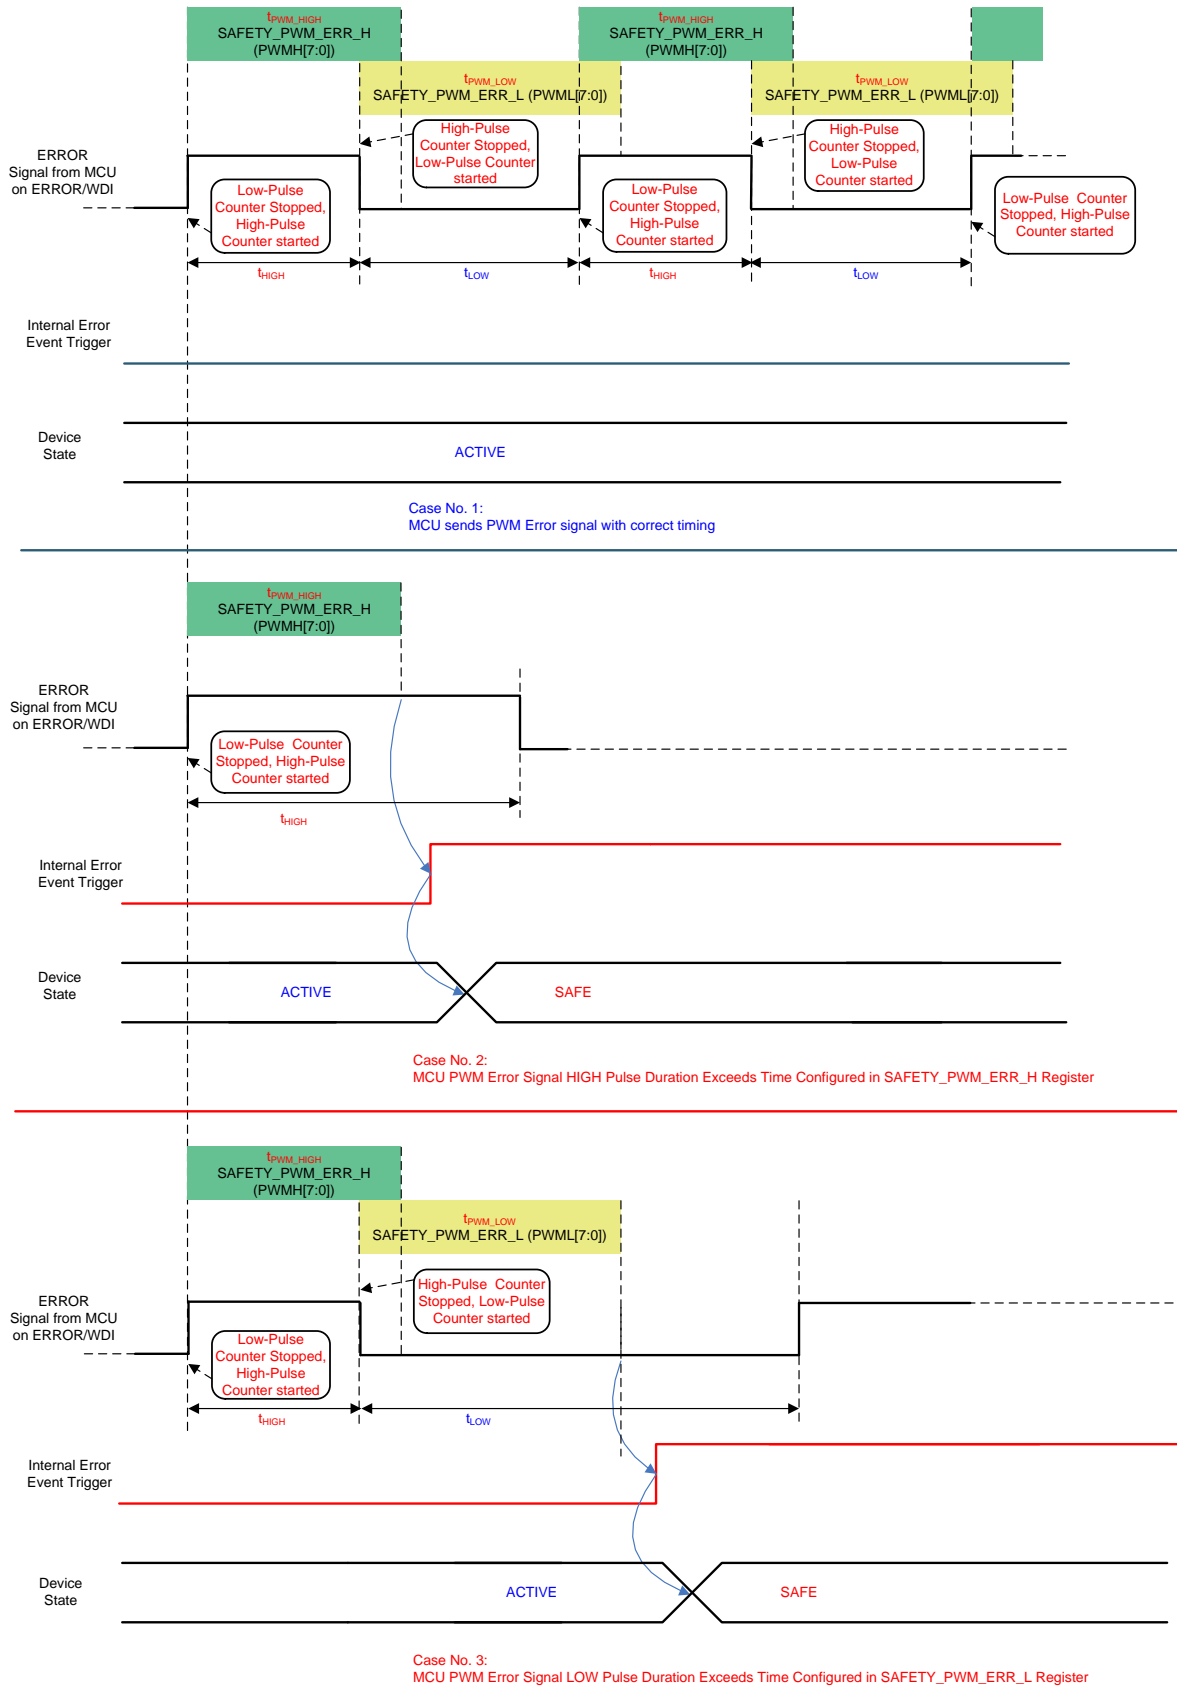 tPWM_HIGH
SAFETY_PWM_ERR_H
(PWMH[7:0])
tPWM_HIGH
SAFETY_PWM_ERR_H
(PWMH[7:0])
tPWM_LOW
SAFETY_PWM_ERR_L (PWML[7:0])
tPWM_LOW
SAFETY_PWM_ERR_L (PWML[7:0])
High-Pulse
Counter Stopped,
Low-Pulse Counter
started
High-Pulse
Counter Stopped,
Low-Pulse
Counter started
ERROR
Signal from MCU
on ERROR/WDI
Low-Pulse
Counter Stopped,
High-Pulse
Counter started
Low-Pulse
Counter Stopped,
High-Pulse
Counter started
Low-Pulse Counter
Stopped, High-Pulse
Counter started
tHIGH
tLOW
tHIGH
tLOW
Internal Error
Event Trigger
Device
State
ACTIVE
Case No. 1:
MCU sends PWM Error signal with correct timing
tPWM_HIGH
SAFETY_PWM_ERR_H
(PWMH[7:0])
ERROR
Signal from MCU
on ERROR/WDI
Low-Pulse Counter
Stopped, High-Pulse
Counter started
tHIGH
Internal Error
Event Trigger
Device
State
ACTIVE
SAFE
Case No. 2:
MCU PWM Error Signal HIGH Pulse Duration Exceeds Time Configured in SAFETY_PWM_ERR_H Register
tPWM_HIGH
SAFETY_PWM_ERR_H
(PWMH[7:0])
tPWM_LOW
SAFETY_PWM_ERR_L (PWML[7:0])
High-Pulse Counter
Stopped, Low-Pulse
Counter started
ERROR
Signal from MCU
on ERROR/WDI
Low-Pulse
Counter Stopped,
High-Pulse
Counter started
tHIGH
tLOW
Internal Error
Event Trigger
Device
State
ACTIVE
SAFE
Case No. 3:
MCU PWM Error Signal LOW Pulse Duration Exceeds Time Configured in SAFETY_PWM_ERR_L Register